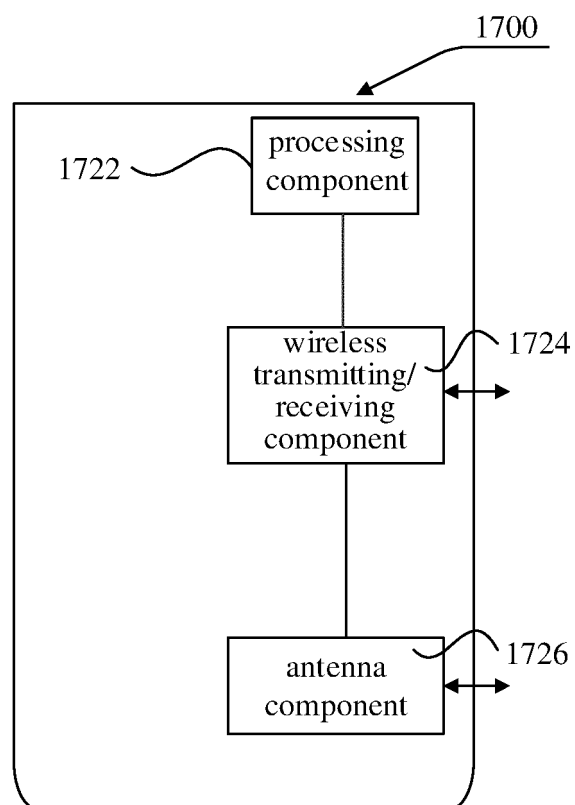 1700
processing
component
1722
wireless
transmitting/
receiving
component
1724
antenna
component
1726